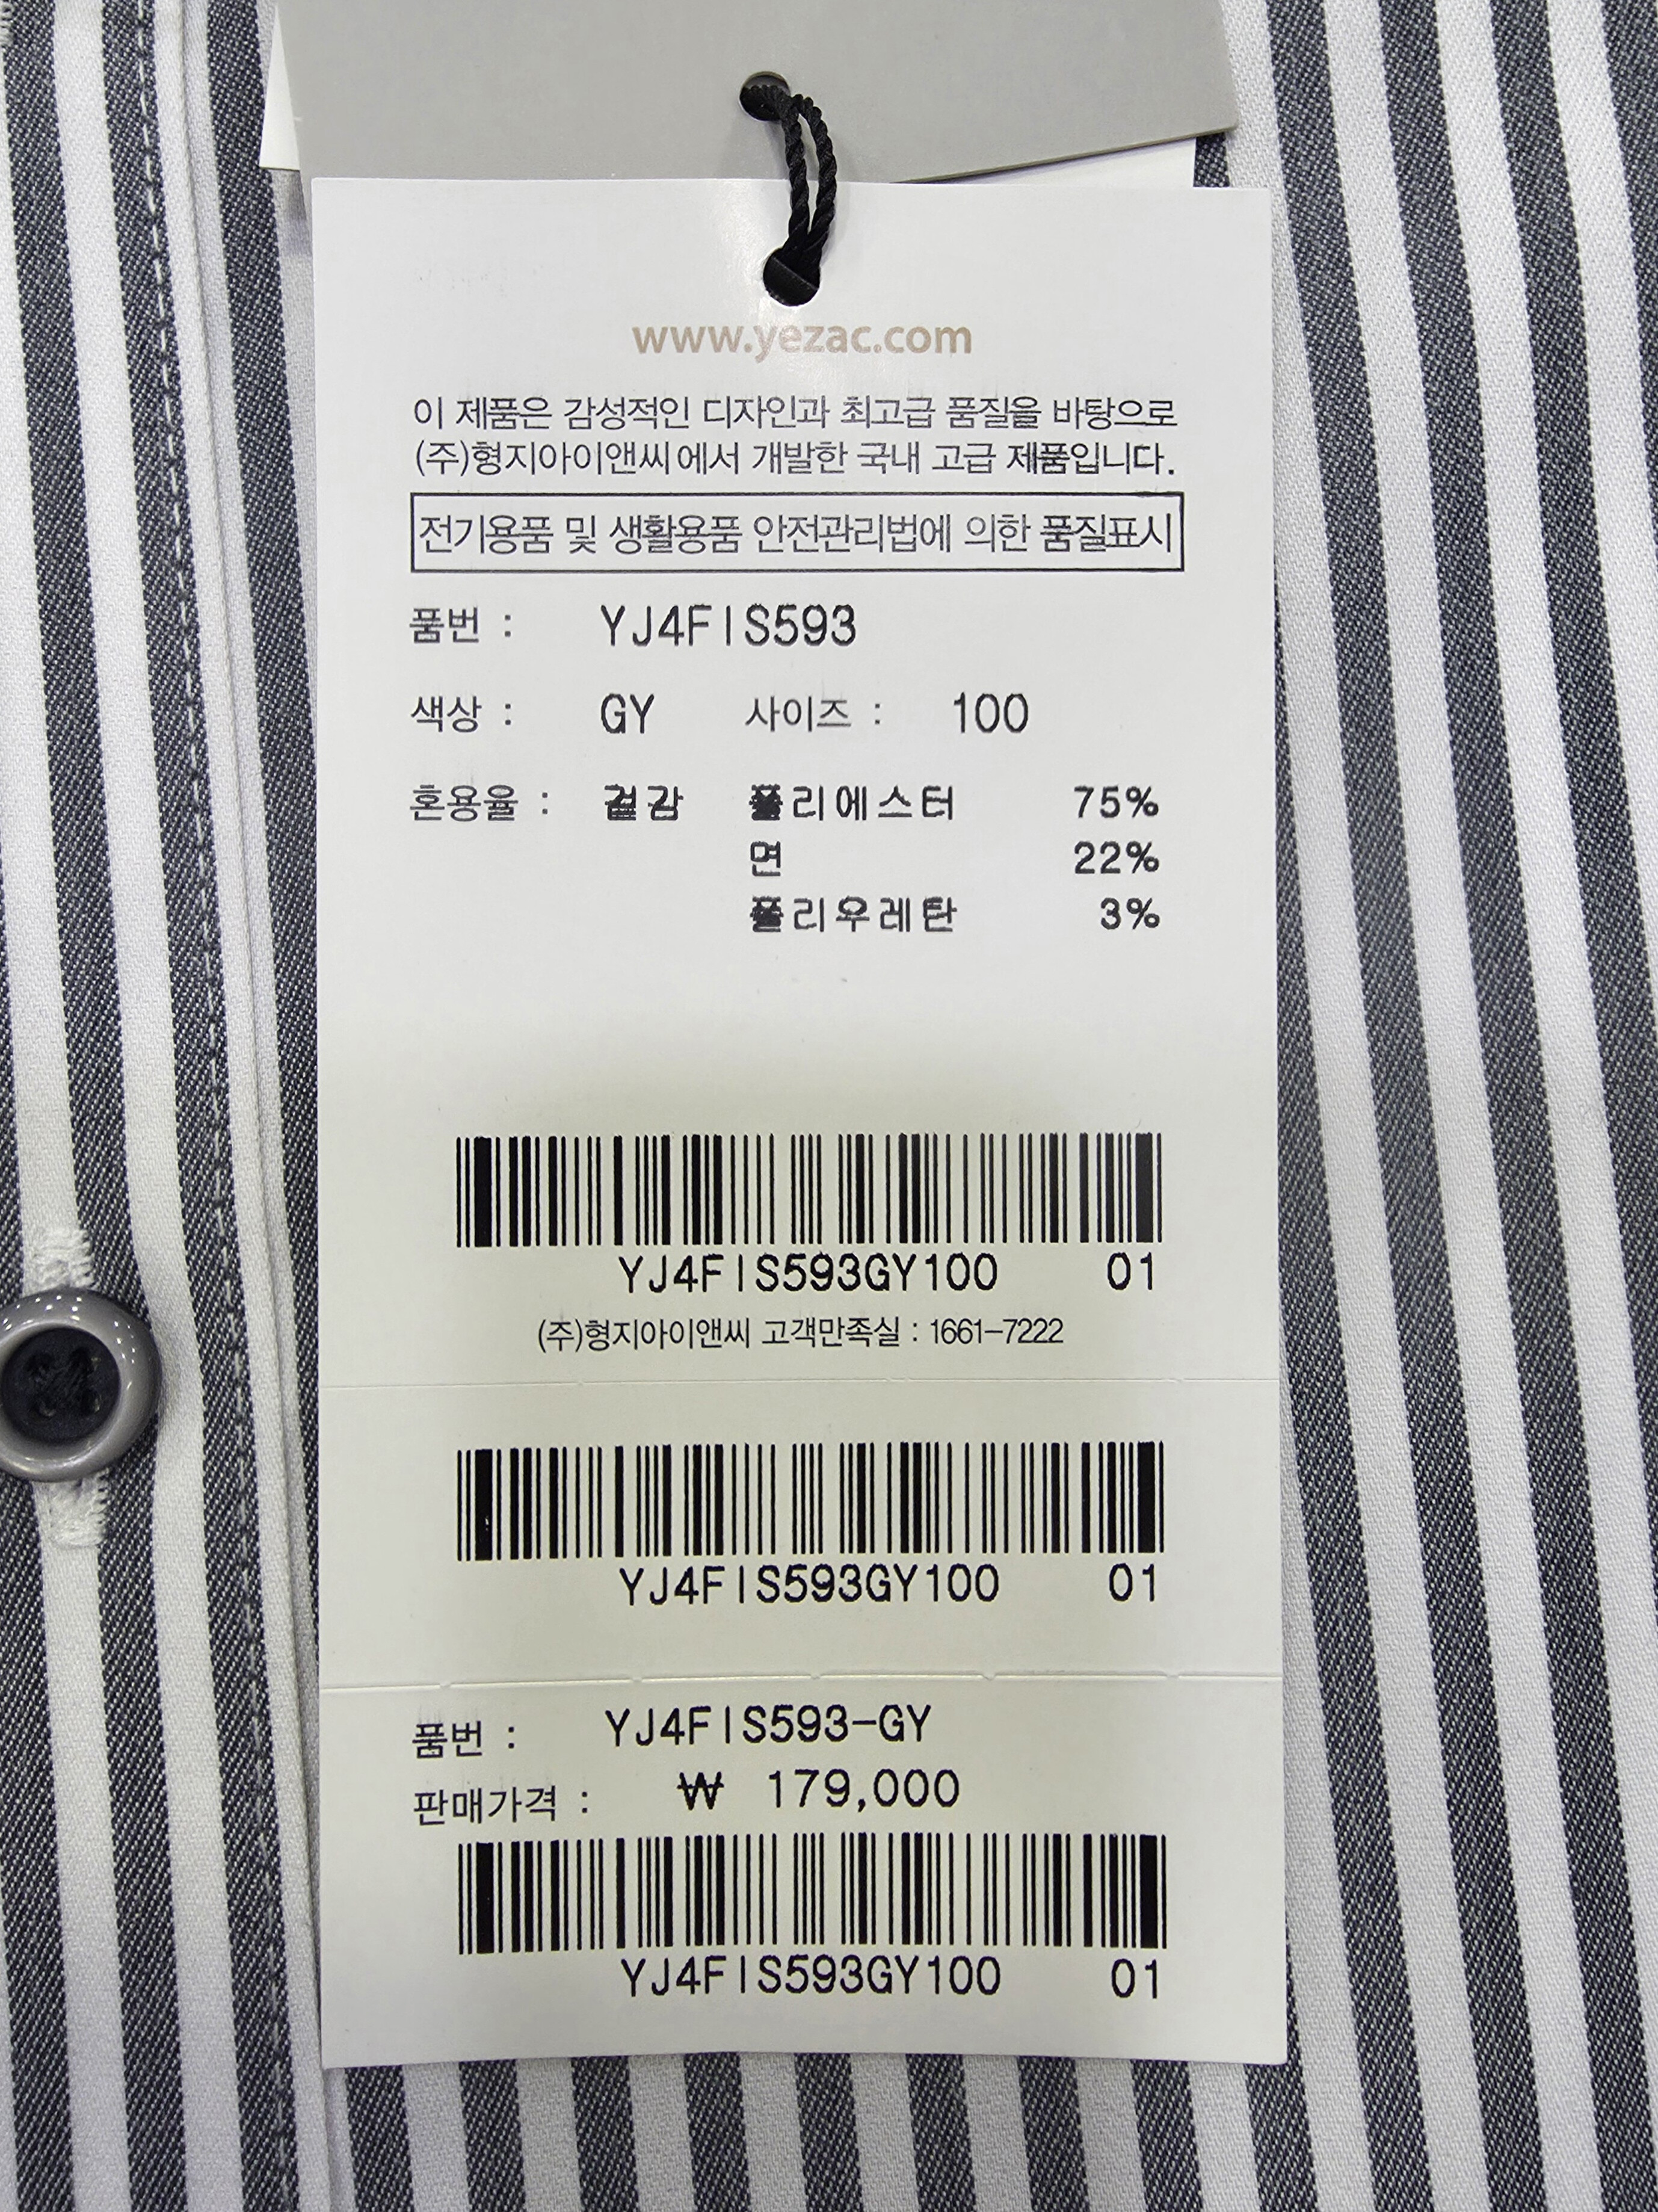 www.yezac.com
이 제품은 감성적인 디자인과 최고급 품질을 바탕으로
(주)형지아이앤씨에서 개발한 국내 고급 제품입니다.
전기용품 및 생활용품 안전관리법에 의한 품질표시
품번 : YJ4FIS593
색상 : GY 사이즈 : 100
혼용율 : 겉감 폴리에스터 75%
면 22%
폴리우레탄 3%
YJ4FIS593GY100 01
(주)형지아이앤씨 고객만족실 : 1661-7222
YJ4FIS593GY100 01
품번 : YJ4FIS593-GY
판매가격 : ₩ 179,000
YJ4FIS593GY100 01